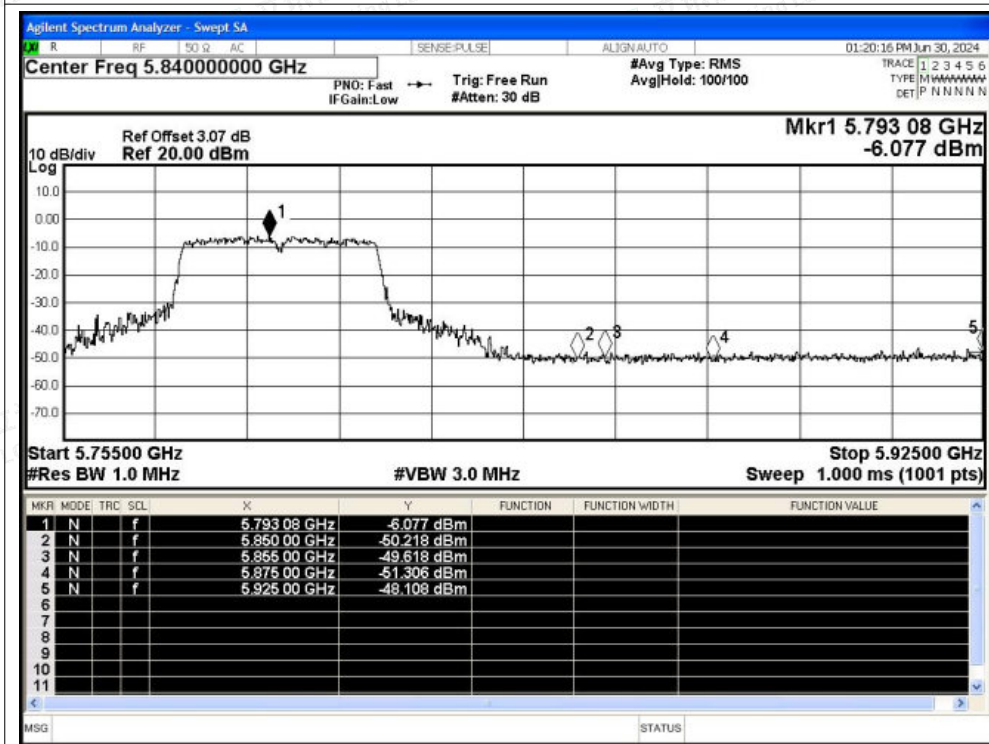 Agilent Spectrum Analyzer - Swept SA
LXI R RF 50 Ω AC SENSE:PULSE ALIGN AUTO 01:20:16 PM Jun 30, 2024
Center Freq 5.840000000 GHz
PNO: Fast
IFGain:Low
Trig: Free Run
#Atten: 30 dB
#Avg Type: RMS
Avg|Hold: 100/100
TRACE 1 2 3 4 5 6
TYPE M WWWWW
DET P N N N N N
Mkr1 5.793 08 GHz
-6.077 dBm
Ref Offset 3.07 dB
10 dB/div Ref 20.00 dBm
Log
10.0
0.00
-10.0
-20.0
-30.0
-40.0
-50.0
-60.0
-70.0
1
2
3
4
5
Start 5.75500 GHz Stop 5.92500 GHz
#Res BW 1.0 MHz #VBW 3.0 MHz Sweep 1.000 ms (1001 pts)
MKR MODE TRC SCL X Y FUNCTION FUNCTION WIDTH FUNCTION VALUE
1 N f 5.793 08 GHz -6.077 dBm
2 N f 5.850 00 GHz -50.218 dBm
3 N f 5.855 00 GHz -49.618 dBm
4 N f 5.875 00 GHz -51.306 dBm
5 N f 5.925 00 GHz -48.108 dBm
6
7
8
9
10
11
MSG STATUS